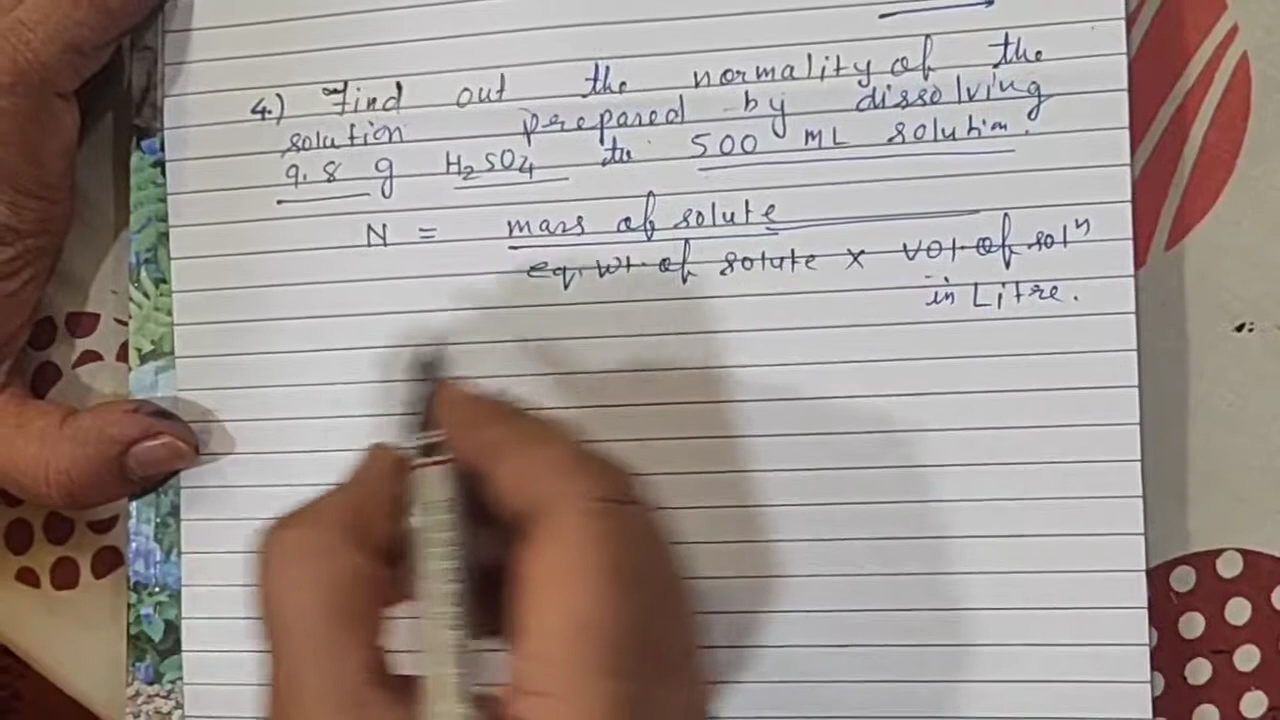 4.) Find out the normality of the
solution prepared by dissolving
9.8 g H₂SO₄ to 500 mL solution.
N = mass of solute
eq. wt. of solute × vol. of solⁿ
in Litre.